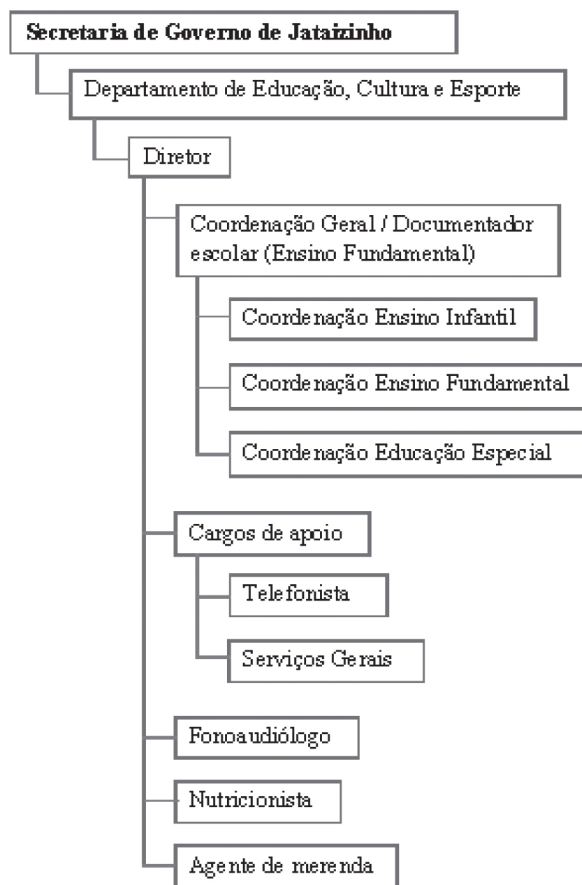 Secretaria de Governo de Jataizinho
Departamento de Educação, Cultura e Esporte
Diretor
Coordenação Geral / Documentador
escolar (Ensino Fundamental)
Coordenação Ensino Infantil
Coordenação Ensino Fundamental
Coordenação Educação Especial
Cargos de apoio
Telefonista
Serviços Gerais
Fonoaudiólogo
Nutricionista
Agente de merenda